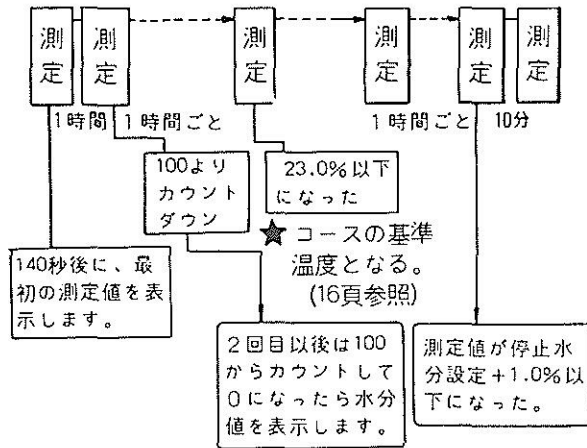 測定
測定
測定
測定
測定
測定
1時間
1時間ごと
1時間ごと
10分
100より
カウント
ダウン
23.0%以下
になった
★ コースの基準
温度となる。
(16頁参照)
140秒後に、最
初の測定値を表
示します。
2回目以後は100
からカウントして
0になったら水分
値を表示します。
測定値が停止水
分設定+1.0%以
下になった。